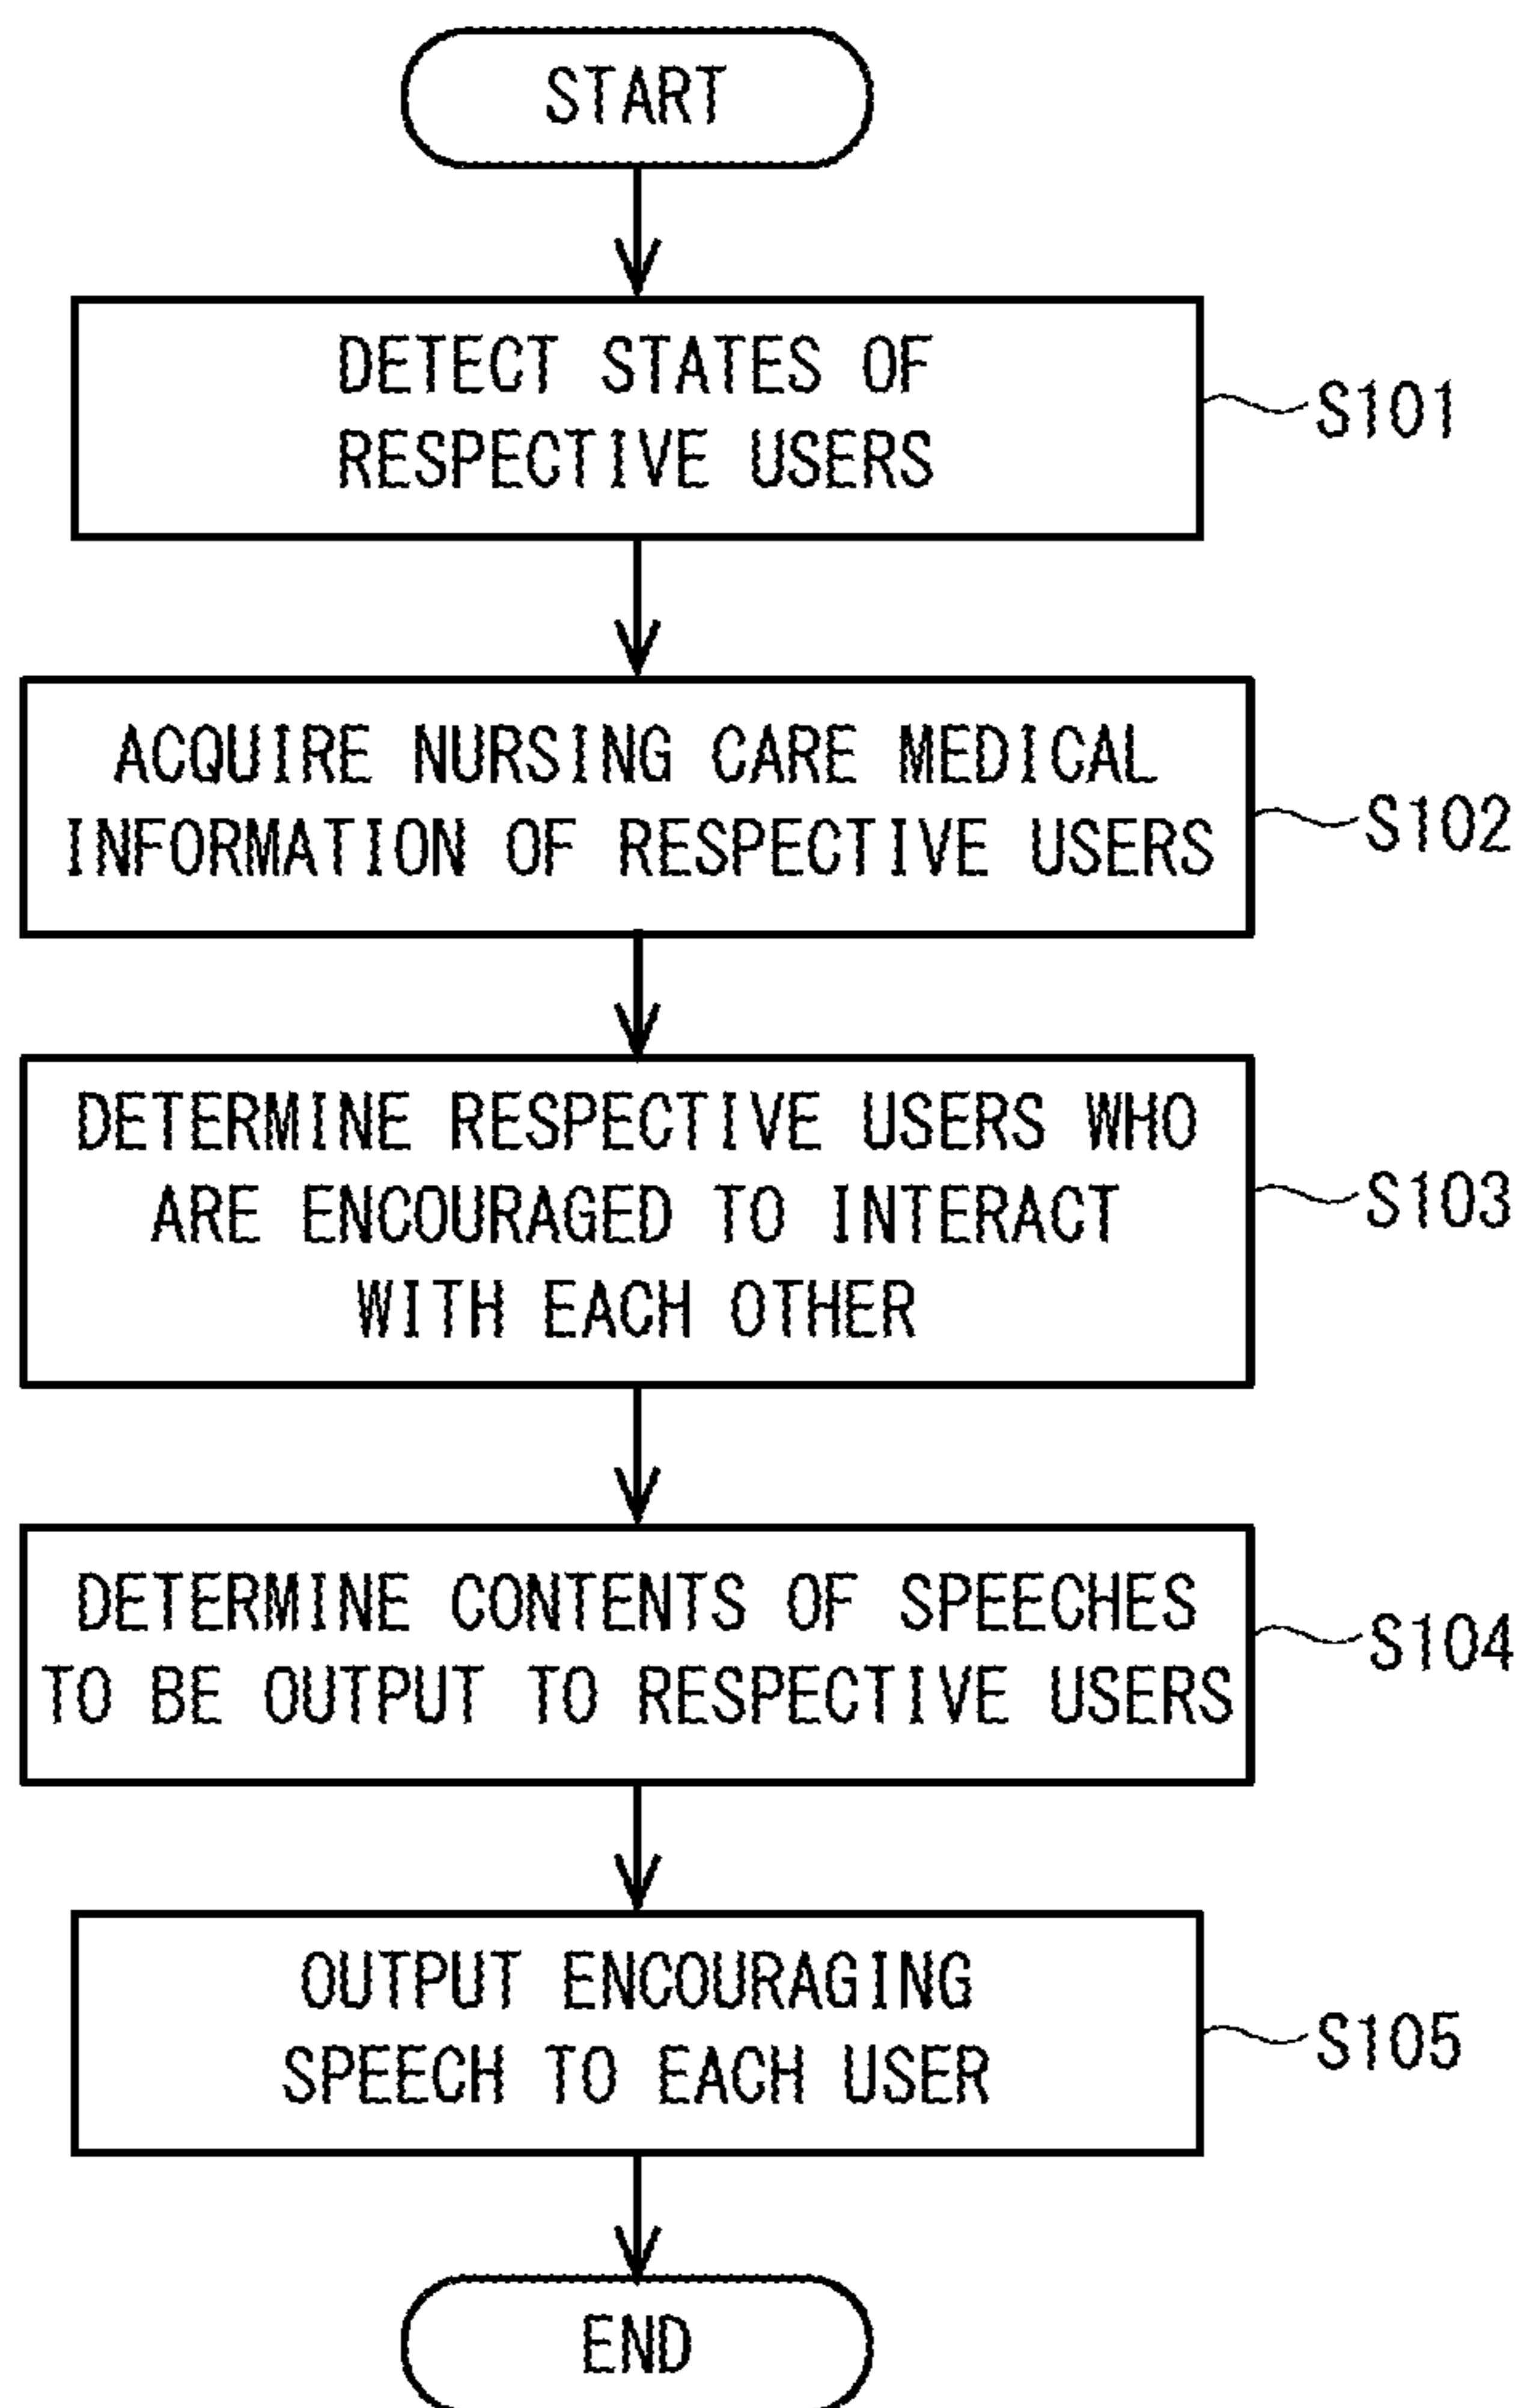 START
DETECT STATES OF
RESPECTIVE USERS
S101
ACQUIRE NURSING CARE MEDICAL
INFORMATION OF RESPECTIVE USERS
S102
DETERMINE RESPECTIVE USERS WHO
ARE ENCOURAGED TO INTERACT
WITH EACH OTHER
S103
DETERMINE CONTENTS OF SPEECHES
TO BE OUTPUT TO RESPECTIVE USERS
S104
OUTPUT ENCOURAGING
SPEECH TO EACH USER
S105
END